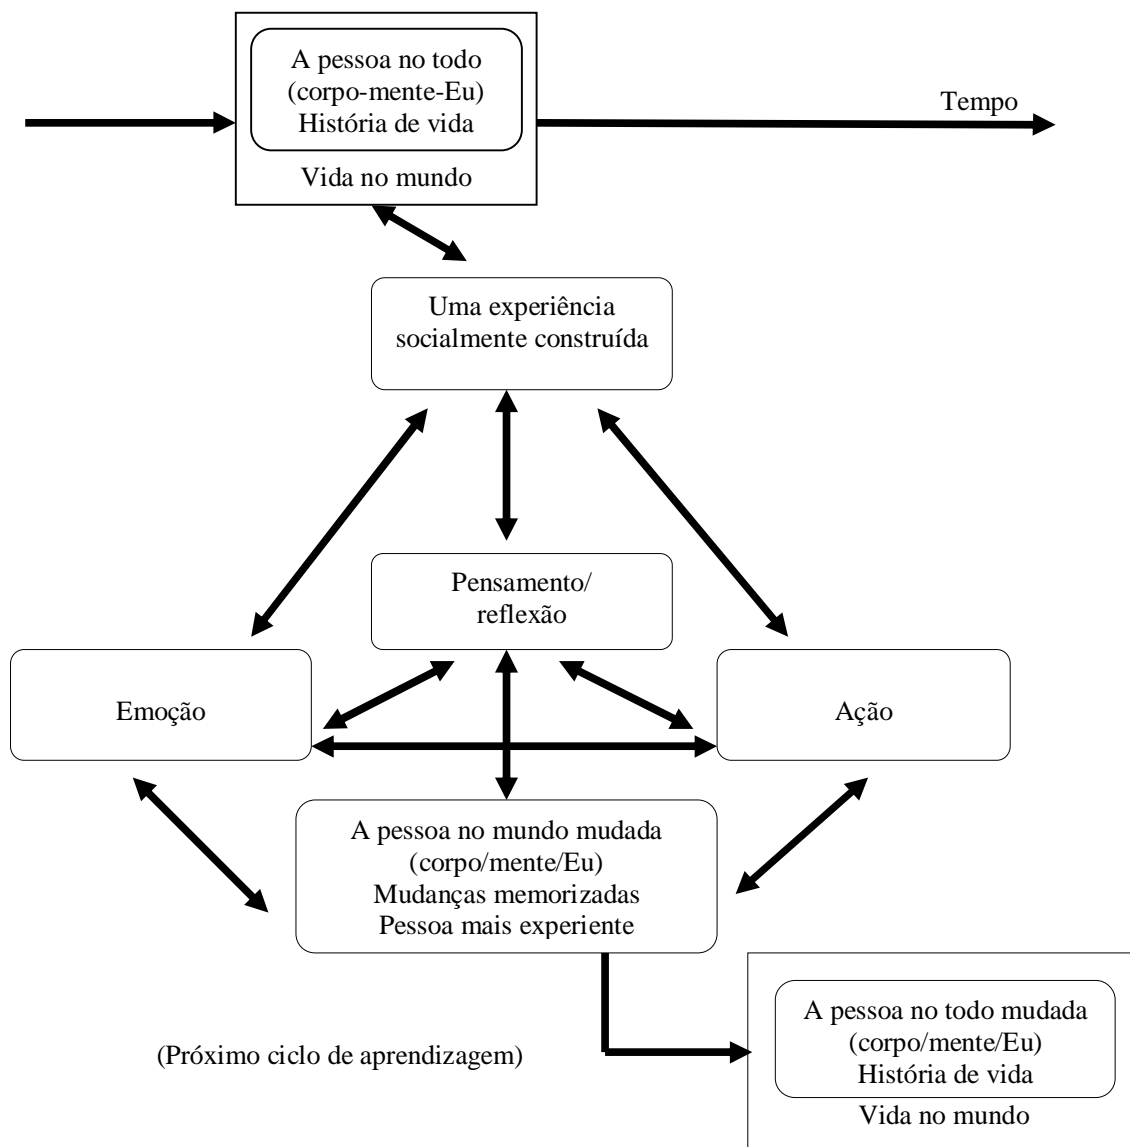 A pessoa no todo
(corpo-mente-Eu)
História de vida
Vida no mundo
Tempo
Uma experiência
socialmente construída
Pensamento/
reflexão
Emoção
Ação
A pessoa no mundo mudada
(corpo/mente/Eu)
Mudanças memorizadas
Pessoa mais experiente
(Próximo ciclo de aprendizagem)
A pessoa no todo mudada
(corpo/mente/Eu)
História de vida
Vida no mundo